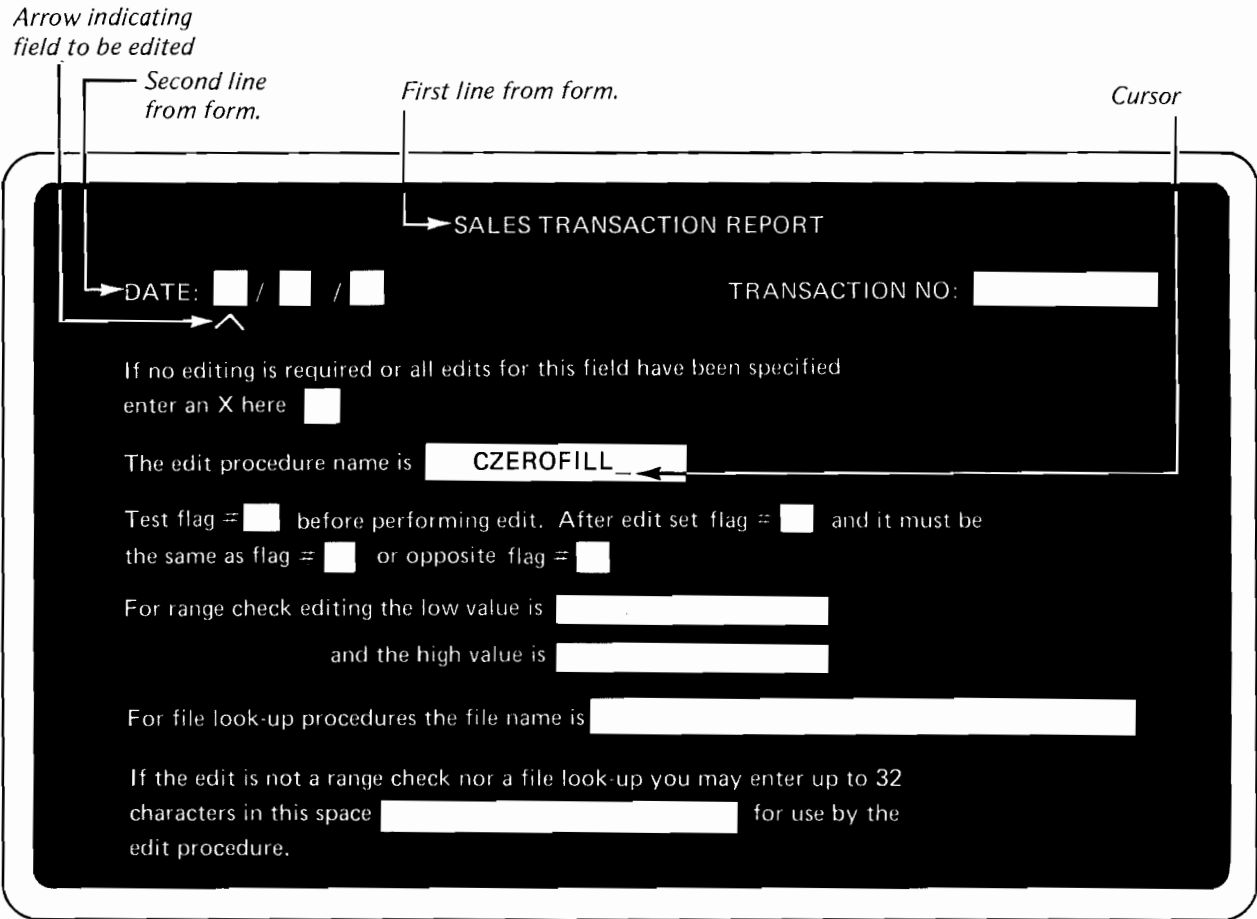 Arrow indicating
field to be edited
Second line
from form.
First line from form.
Cursor
SALES TRANSACTION REPORT
DATE: / / TRANSACTION NO:
^
If no editing is required or all edits for this field have been specified
enter an X here
The edit procedure name is CZEROFILL_
Test flag = before performing edit. After edit set flag = and it must be
the same as flag = or opposite flag =
For range check editing the low value is
and the high value is
For file look-up procedures the file name is
If the edit is not a range check nor a file look-up you may enter up to 32
characters in this space for use by the
edit procedure.